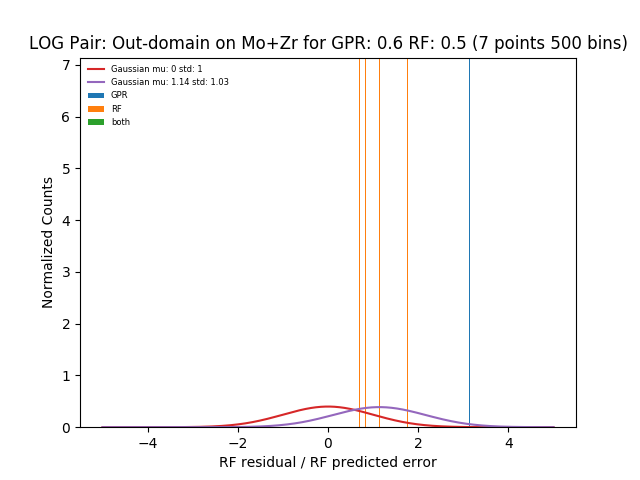 LOG Pair: Out-domain on Mo+Zr for GPR: 0.6 RF: 0.5 (7 points 500 bins)
Gaussian mu: 0 std: 1
Gaussian mu: 1.14 std: 1.03
GPR
RF
both
Normalized Counts
7
6
5
4
3
2
1
0
−4
−2
0
2
4
RF residual / RF predicted error